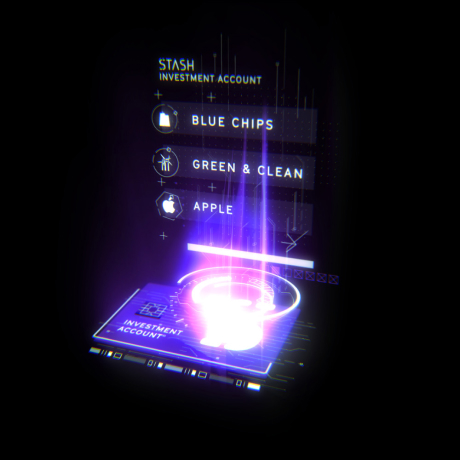 STASH
INVESTMENT ACCOUNT
BLUE CHIPS
GREEN & CLEAN
APPLE
INVESTMENT
ACCOUNT